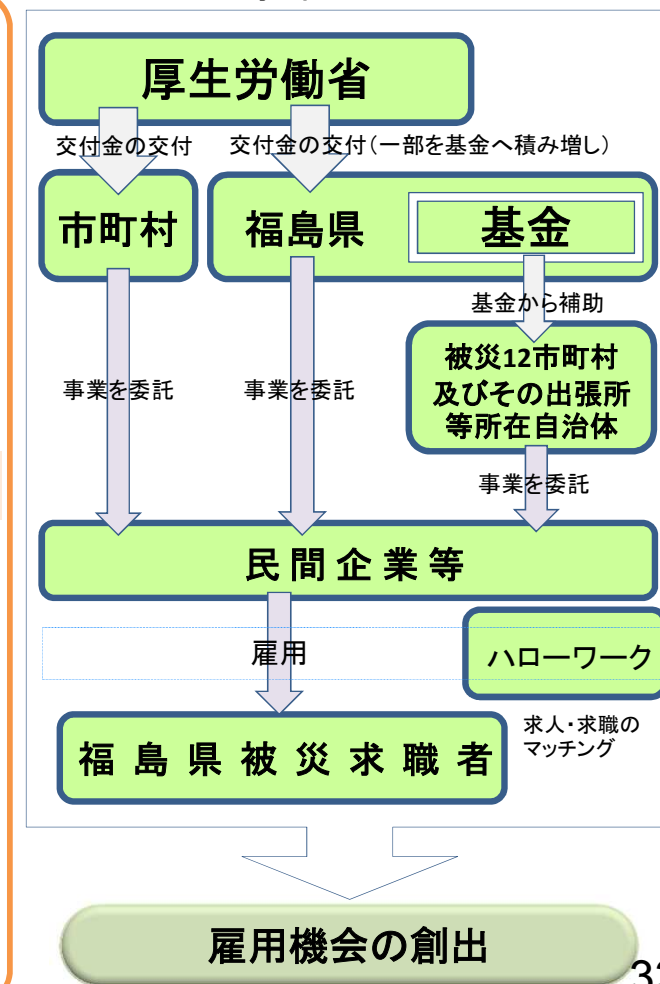 厚生労働省
交付金の交付
交付金の交付（一部を基金へ積み増し）
市町村
福島県
基金
基金から補助
被災12市町村
及びその出張所
等所在自治体
事業を委託
事業を委託
事業を委託
民間企業等
雇用
ハローワーク
求人・求職の
マッチング
福島県被災求職者
雇用機会の創出